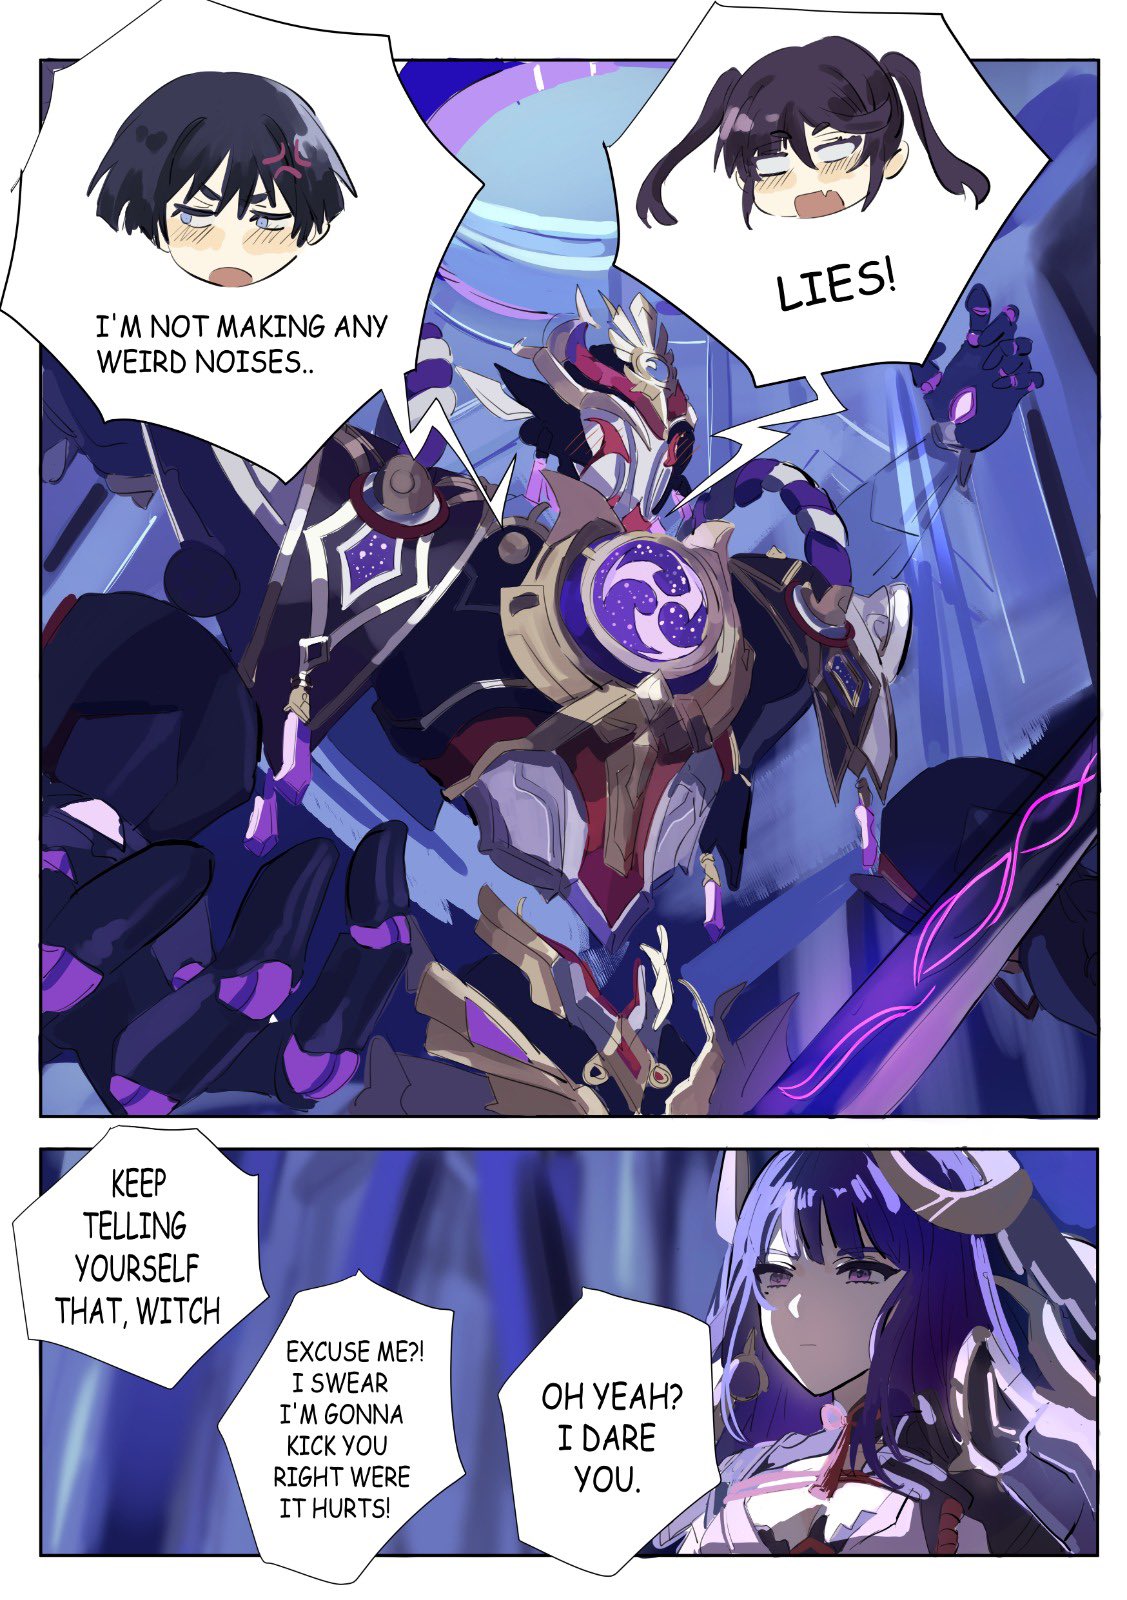 I'M NOT MAKING ANY
WEIRD NOISES..
LIES!
KEEP
TELLING
YOURSELF
THAT, WITCH
EXCUSE ME?!
I SWEAR
I'M GONNA
KICK YOU
RIGHT WERE
IT HURTS!
OH YEAH?
I DARE
YOU.